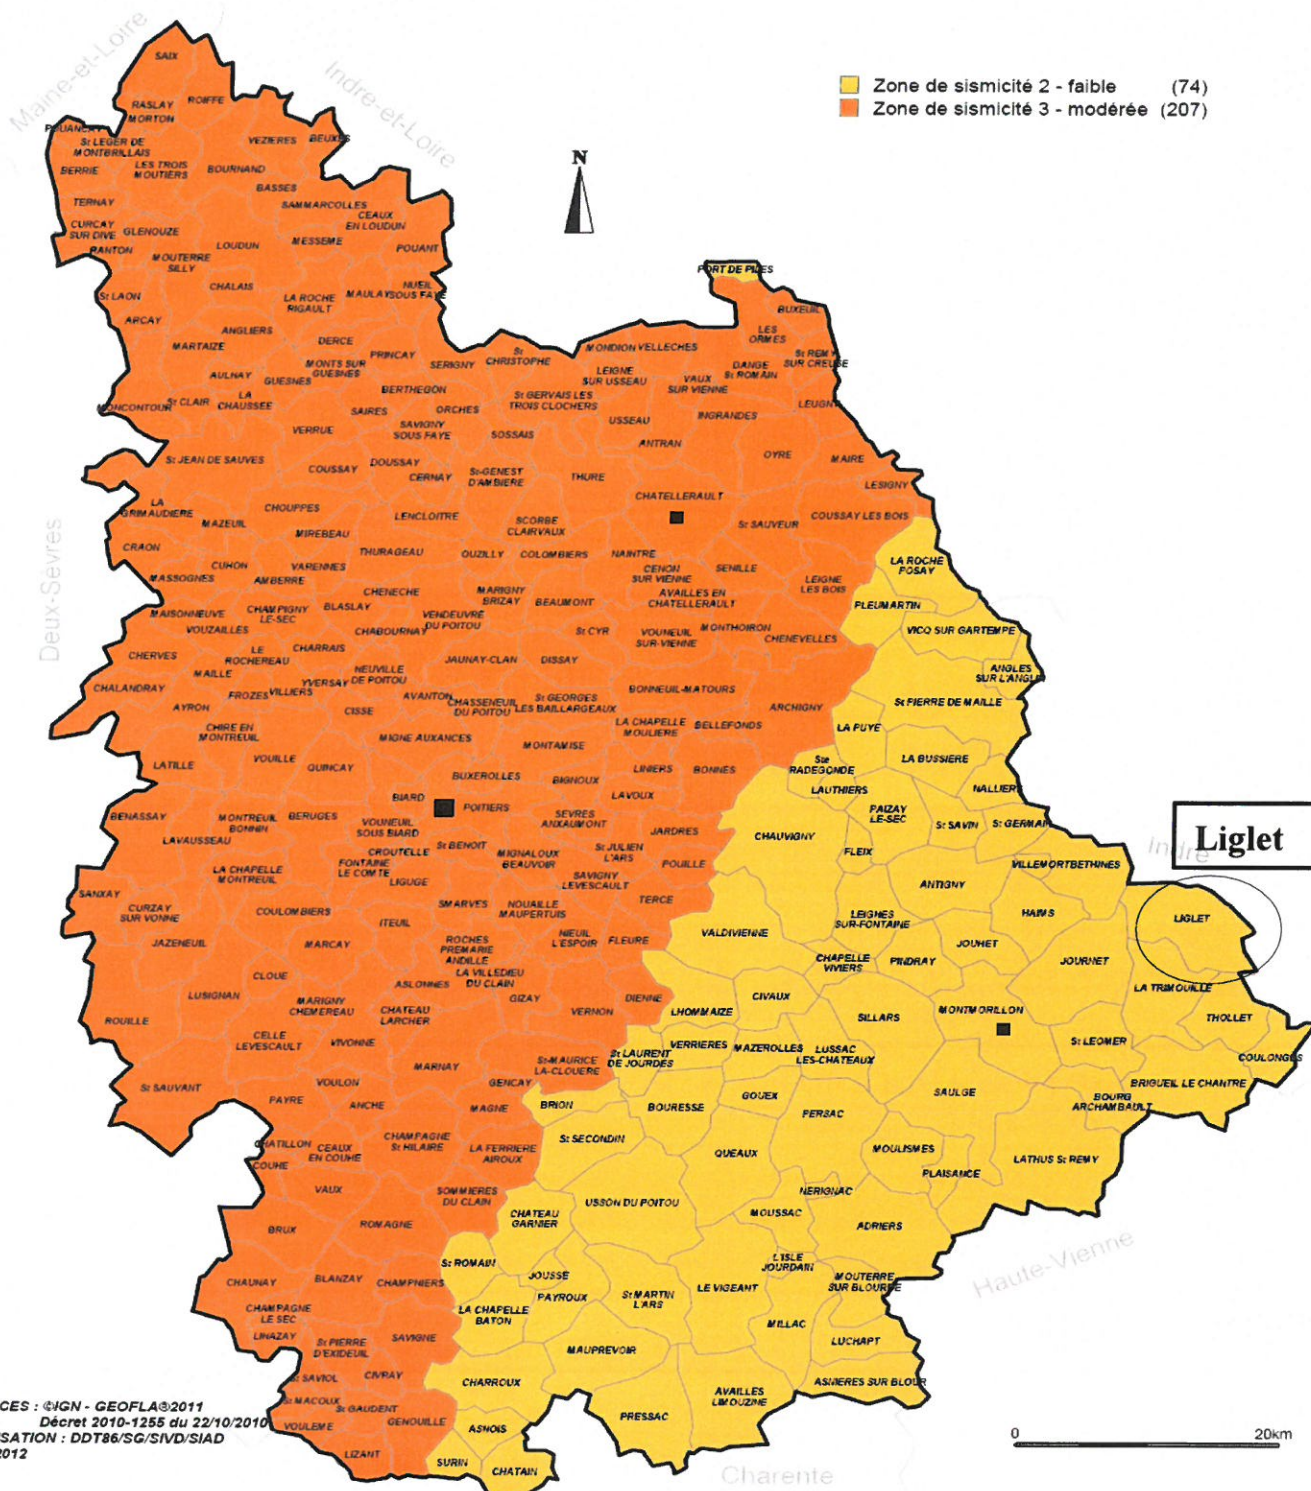 Maine-et-Loire
Indre-et-Loire
Zone de sismicité 2 - faible (74)
Zone de sismicité 3 - modérée (207)
N
SAIX
RASLAY
ROIFFE
MORTON
POUANCAY
St LEGER DE
MONTBRILLAIS
VEZIERES
BEUXES
BERRIE
LES TROIS
MOUTIERS
BOURNAND
BASSES
TERNAY
SAMMARCOLLES
CEAUX
EN LOUDUN
CURCAY
SUR DIVE
GLENOUZE
RANTON
LOUDUN
MESSEME
POUANT
MOUTERRE
SILLY
St LAON
CHALAIS
LA ROCHE
RIGAULT
MAULAY
NUEIL
SOUS FAYE
PORT DE PILES
BUXEUIL
ARCAY
ANGLIERS
DERCE
LES
ORMES
MARTAIZE
MONTS SUR
GUESNES
PRINCAY
SERIGNY
St
CHRISTOPHE
MONDION
VELLECHES
LEIGNE
SUR USSEAU
VAUX
SUR VIENNE
DANGE
St ROMAIN
St REMY
SUR CREUSE
AULNAY
GUESNES
BERTHEGON
MONCONTOUR
St CLAIR
LA
CHAUSSEE
SAIRES
ORCHES
St GERVAIS LES
TROIS CLOCHERS
USSEAU
INGRANDES
LEUGNY
VERRUE
SAVIGNY
SOUS FAYE
SOSSAIS
ANTRAN
OYRE
MAIRE
St JEAN DE SAUVES
COUSSAY
DOUSSAY
CERNAY
St-GENEST
D'AMBIERE
THURE
LESIGNY
LA
GRIMAUDIERE
CHOUPPES
LENCLOITRE
SCORBE
CLAIRVAUX
CHATELLERAULT
St SAUVEUR
COUSSAY LES BOIS
MAZEUIL
MIREBEAU
CRAON
CUHON
VARENNES
THURAGEAU
OUZILLY
COLOMBIERS
NAINTRE
CENON
SUR VIENNE
SENILLE
LEIGNE
LES BOIS
LA ROCHE
POSAY
MASSOGNES
AMBERRE
CHENECHE
MARIGNY
BRIZAY
BEAUMONT
AVAILLES EN
CHATELLERAULT
PLEUMARTIN
MAISONNEUVE
CHAMPIGNY
LE-SEC
BLASLAY
VENDEUVRE
DU POITOU
St CYR
VOUNEUIL
SUR-VIENNE
MONTHOIRON
CHENEVELLES
VICQ SUR GARTEMPE
VOUZAILLES
CHABOURNAY
CHERVES
LE
ROCHEREAU
CHARRAIS
NEUVILLE
DE POITOU
JAUNAY-CLAN
DISSAY
ANGLES
SUR L'ANGLIN
MAILLE
YVERSAY
CHALANDRAY
FROZES
VILLIERS
AVANTON
CHASSENEUIL
DU POITOU
St GEORGES
LES BAILLARGEAUX
BONNEUIL-MATOURS
ARCHIGNY
St PIERRE DE MAILLE
AYRON
CISSE
CHIRE EN
MONTREUIL
MIGNE AUXANCES
MONTAMISE
LA CHAPELLE
MOULIERE
BELLEFONDS
LA PUYE
LATILLE
VOUILLE
QUINCAY
BUXEROLLES
BIGNOUX
LINIERS
BONNES
Ste
RADEGONDE
LA BUSSIERE
LAUTHIERS
NALLIERS
BIARD
POITIERS
LAVOUX
PAIZAY
LE-SEC
BENASSAY
MONTREUIL
BONNIN
BERUGES
VOUNEUIL
SOUS BIARD
SEVRES
ANXAUMONT
JARDRES
CHAUVIGNY
St SAVIN
St GERMAIN
Indre
Liglet
LAVAUSSEAU
CROUTELLE
St BENOIT
MIGNALOUX
BEAUVOIR
St JULIEN
L'ARS
POUILLE
FLEIX
LA CHAPELLE
MONTREUIL
FONTAINE
LE COMTE
LIGUGE
SAVIGNY
LEVESCAULT
VILLEMORT
BETHINES
ANTIGNY
SANXAY
CURZAY
SUR VONNE
COULOMBIERS
ITEUIL
SMARVES
NOUAILLE
MAUPERTUIS
TERCE
LEIGNES
SUR-FONTAINE
HAIMS
LIGLET
JAZENEUIL
MARCAY
ROCHES
PREMARIE
ANDILLE
NIEUIL
L'ESPOIR
FLEURE
VALDIVIENNE
JOUHET
CLOUE
LA VILLEDIEU
DU CLAIN
CHAPELLE
VIVIERS
PINDRAY
JOURNET
LUSIGNAN
MARIGNY
CHEMEREAU
ASLONNES
GIZAY
DIENNE
CIVAUX
LA TRIMOUILLE
ROUILLE
CHATEAU
LARCHER
VERNON
LHOMMAIZE
SILLARS
MONTMORILLON
THOLLET
CELLE
LEVESCAULT
VIVONNE
MARNAY
St-MAURICE
LA-CLOUERE
St LAURENT
DE JOURDES
VERRIERES
MAZEROLLES
LUSSAC
LES-CHATEAUX
St LEOMER
COULONGES
St SAUVANT
VOULON
GENCAY
SAULGE
BRIGUEIL LE CHANTRE
PAYRE
ANCHE
MAGNE
BRION
BOURESSE
GOUEX
PERSAC
BOURG
ARCHAMBAULT
CHATILLON
CEAUX
EN COUHE
CHAMPAGNE
St HILAIRE
LA FERRIERE
AIROUX
St SECONDIN
QUEAUX
MOULISMES
LATHUS St REMY
COUHE
PLAISANCE
VAUX
SOMMIERES
DU CLAIN
USSON DU POITOU
NERIGNAC
BRUX
ROMAGNE
CHATEAU
GARNIER
MOUSSAC
ADRIERS
CHAUNAY
BLANZAY
CHAMPNIERS
St ROMAIN
JOUSSE
L'ISLE
JOURDAIN
MOUTERRE
SUR BLOURDE
Haute-Vienne
CHAMPAGNE
LE SEC
LA CHAPELLE
BATON
PAYROUX
St MARTIN
L'ARS
LE VIGEANT
LINAZAY
St PIERRE
D'EXIDEUIL
SAVIGNE
MAUPREVOIR
MILLAC
LUCHAPT
St SAVIOL
CIVRAY
CHARROUX
ASNIERES SUR BLOUR
St MACOUX
St GAUDENT
AVAILLES
LIMOUZINE
VOULEME
GENOUILLE
ASNOIS
PRESSAC
LIZANT
SURIN
CHATAIN
Deux-Sèvres
Charente
CES : ©IGN - GEOFLA®2011
Décret 2010-1255 du 22/10/2010
SATION : DDT86/SG/SIVD/SIAD
2012
0 20km